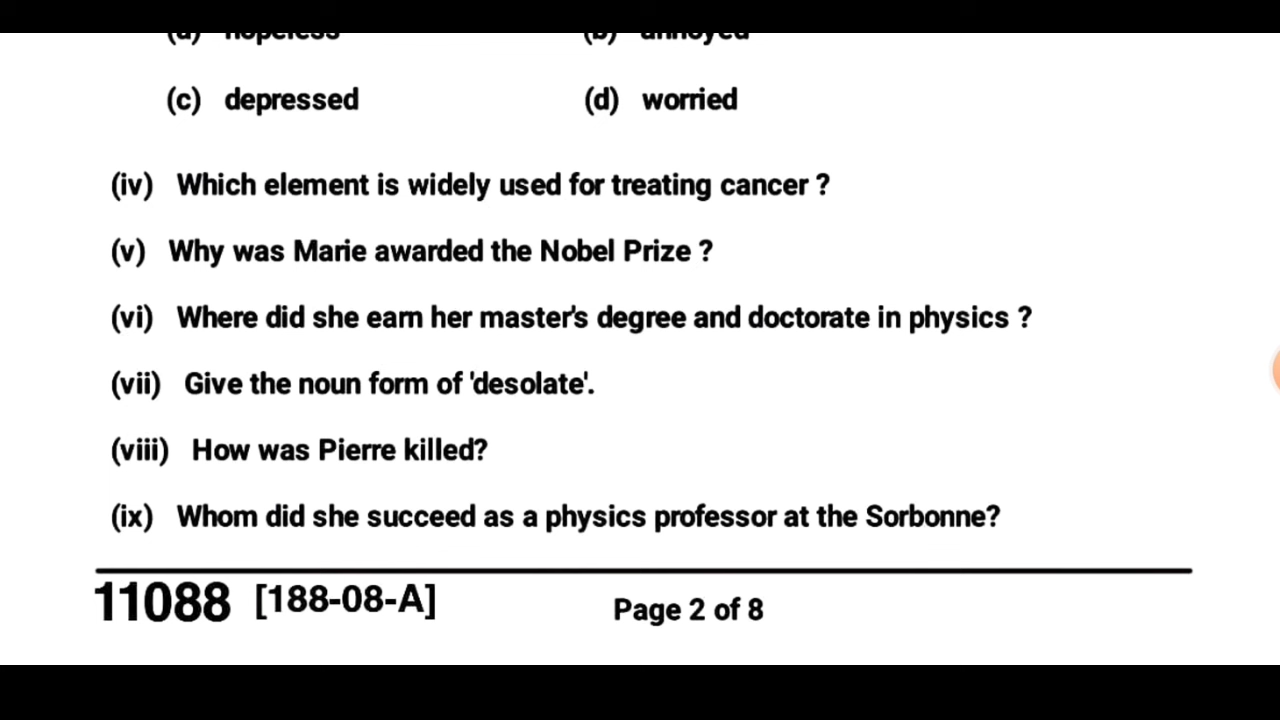 (a) hopeless (b) annoyed
(c) depressed (d) worried
(iv) Which element is widely used for treating cancer ?
(v) Why was Marie awarded the Nobel Prize ?
(vi) Where did she earn her master's degree and doctorate in physics ?
(vii) Give the noun form of 'desolate'.
(viii) How was Pierre killed?
(ix) Whom did she succeed as a physics professor at the Sorbonne?
11088 [188-08-A] Page 2 of 8